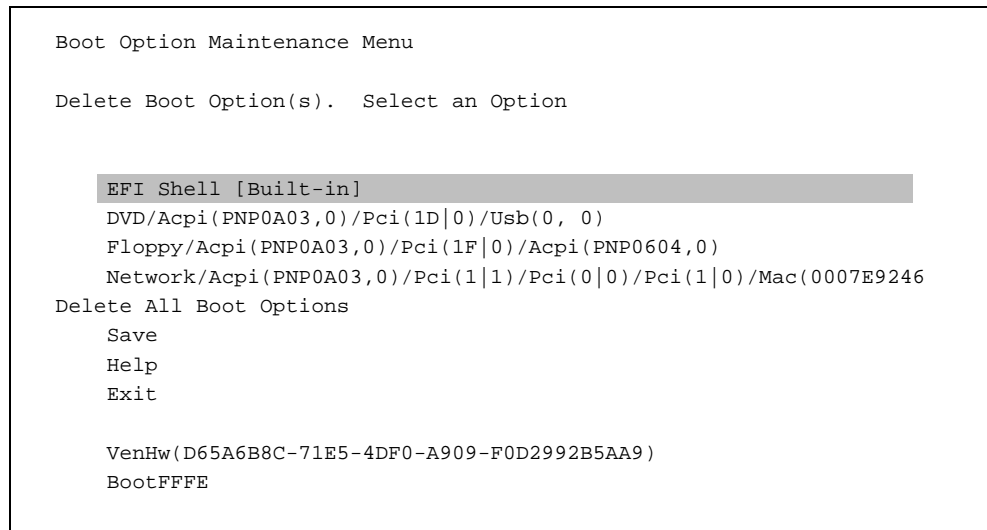 Boot Option Maintenance Menu
Delete Boot Option(s).  Select an Option
EFI Shell [Built-in]
DVD/Acpi(PNP0A03,0)/Pci(1D|0)/Usb(0, 0)
Floppy/Acpi(PNP0A03,0)/Pci(1F|0)/Acpi(PNP0604,0)
Network/Acpi(PNP0A03,0)/Pci(1|1)/Pci(0|0)/Pci(1|0)/Mac(0007E9246
Delete All Boot Options
Save
Help
Exit
VenHw(D65A6B8C-71E5-4DF0-A909-F0D2992B5AA9)
BootFFFE